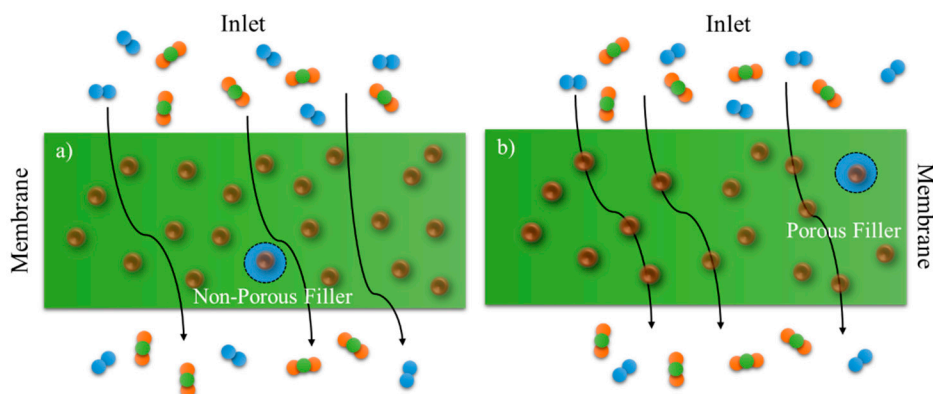 Inlet
Membrane
a)
Non-Porous Filler
Inlet
b)
Porous Filler
Membrane